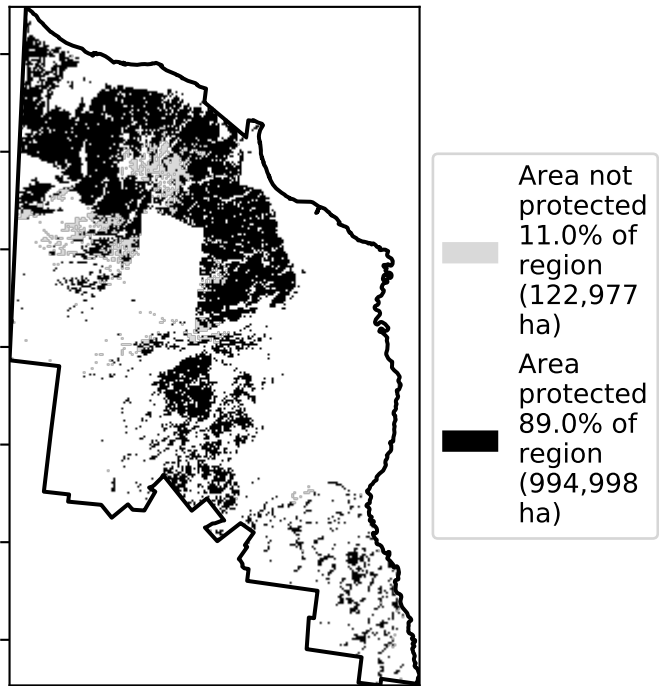 Area not
protected
11.0% of
region
(122,977
ha)
Area
protected
89.0% of
region
(994,998
ha)